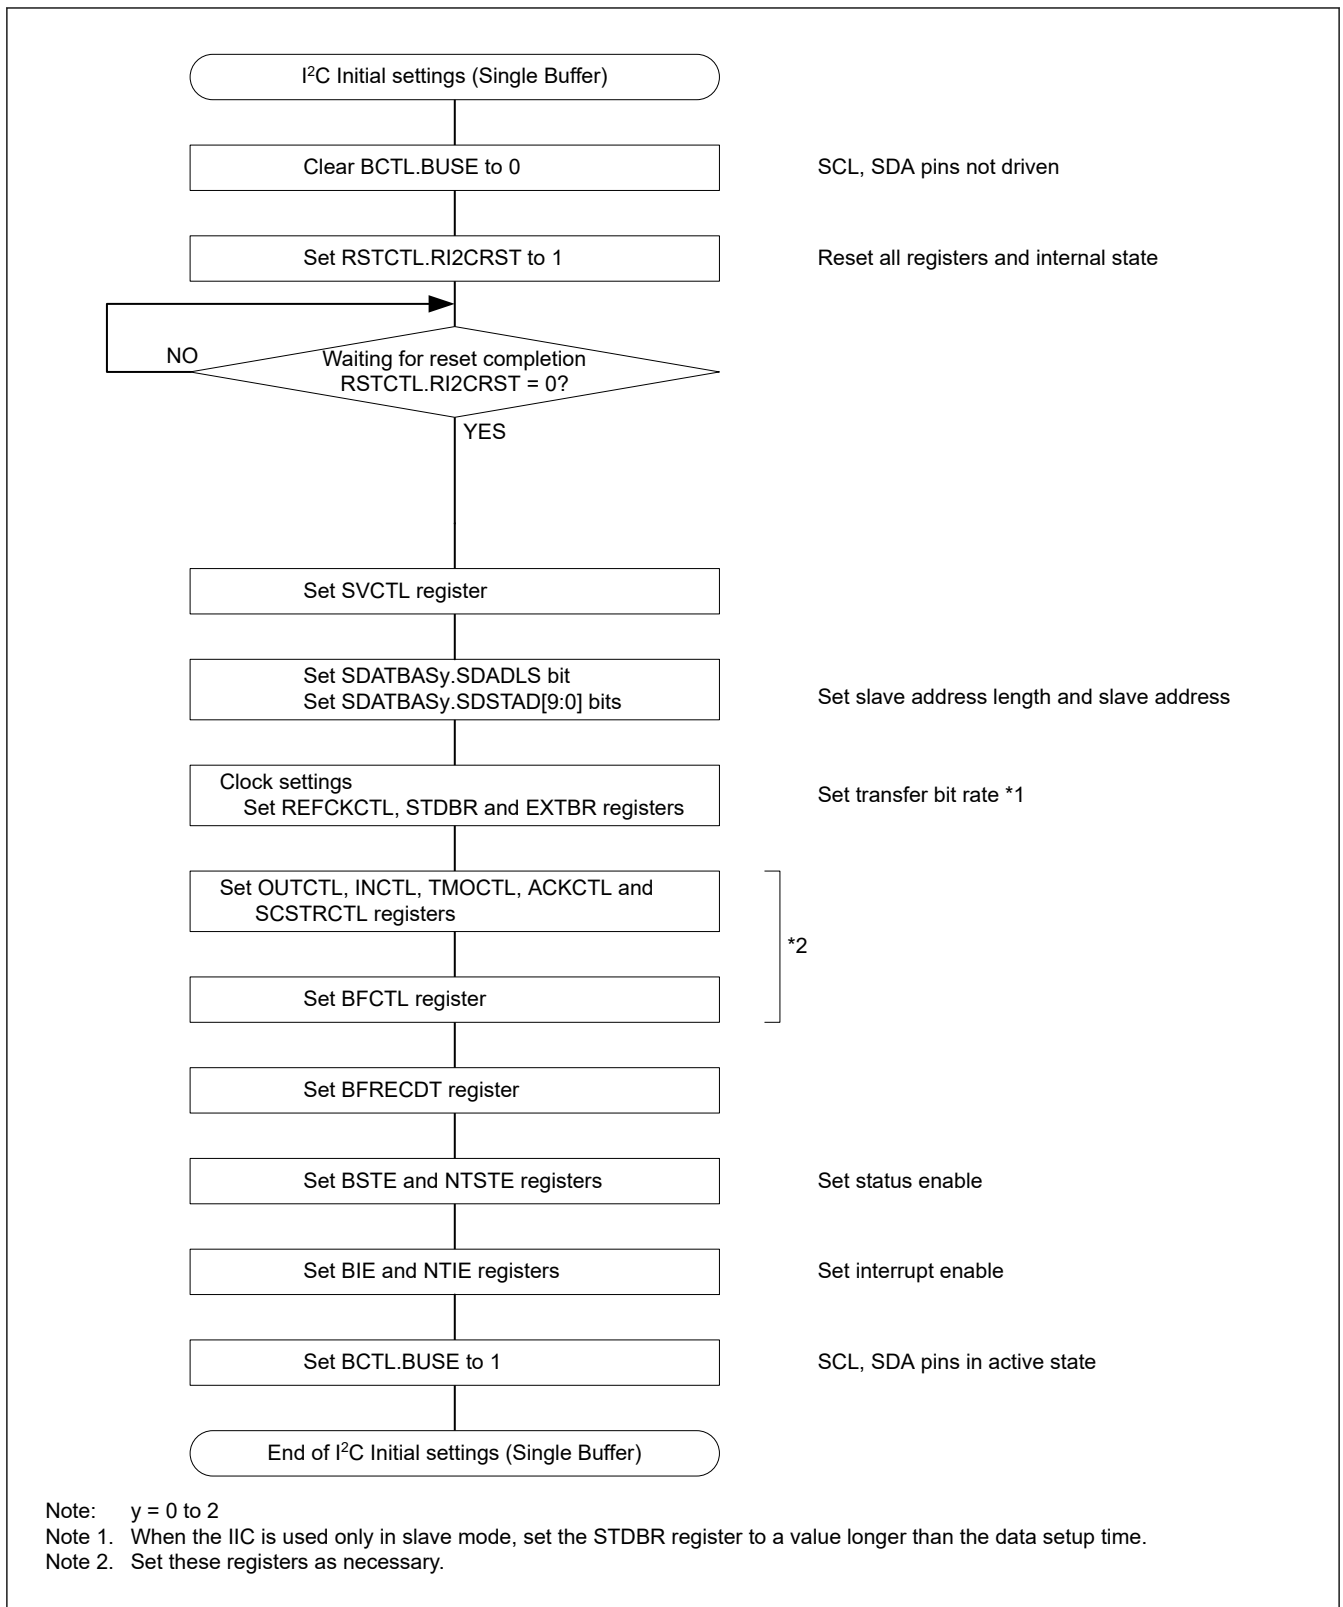 I²C Initial settings (Single Buffer)
Clear BCTL.BUSE to 0
SCL, SDA pins not driven
Set RSTCTL.RI2CRST to 1
Reset all registers and internal state
NO
Waiting for reset completion
RSTCTL.RI2CRST = 0?
YES
Set SVCTL register
Set SDATBASy.SDADLS bit
Set SDATBASy.SDSTAD[9:0] bits
Set slave address length and slave address
Clock settings
Set REFCKCTL, STDBR and EXTBR registers
Set transfer bit rate *1
Set OUTCTL, INCTL, TMOCTL, ACKCTL and
SCSTRCTL registers
*2
Set BFCTL register
Set BFRECDT register
Set BSTE and NTSTE registers
Set status enable
Set BIE and NTIE registers
Set interrupt enable
Set BCTL.BUSE to 1
SCL, SDA pins in active state
End of I²C Initial settings (Single Buffer)
Note: y = 0 to 2
Note 1. When the IIC is used only in slave mode, set the STDBR register to a value longer than the data setup time.
Note 2. Set these registers as necessary.